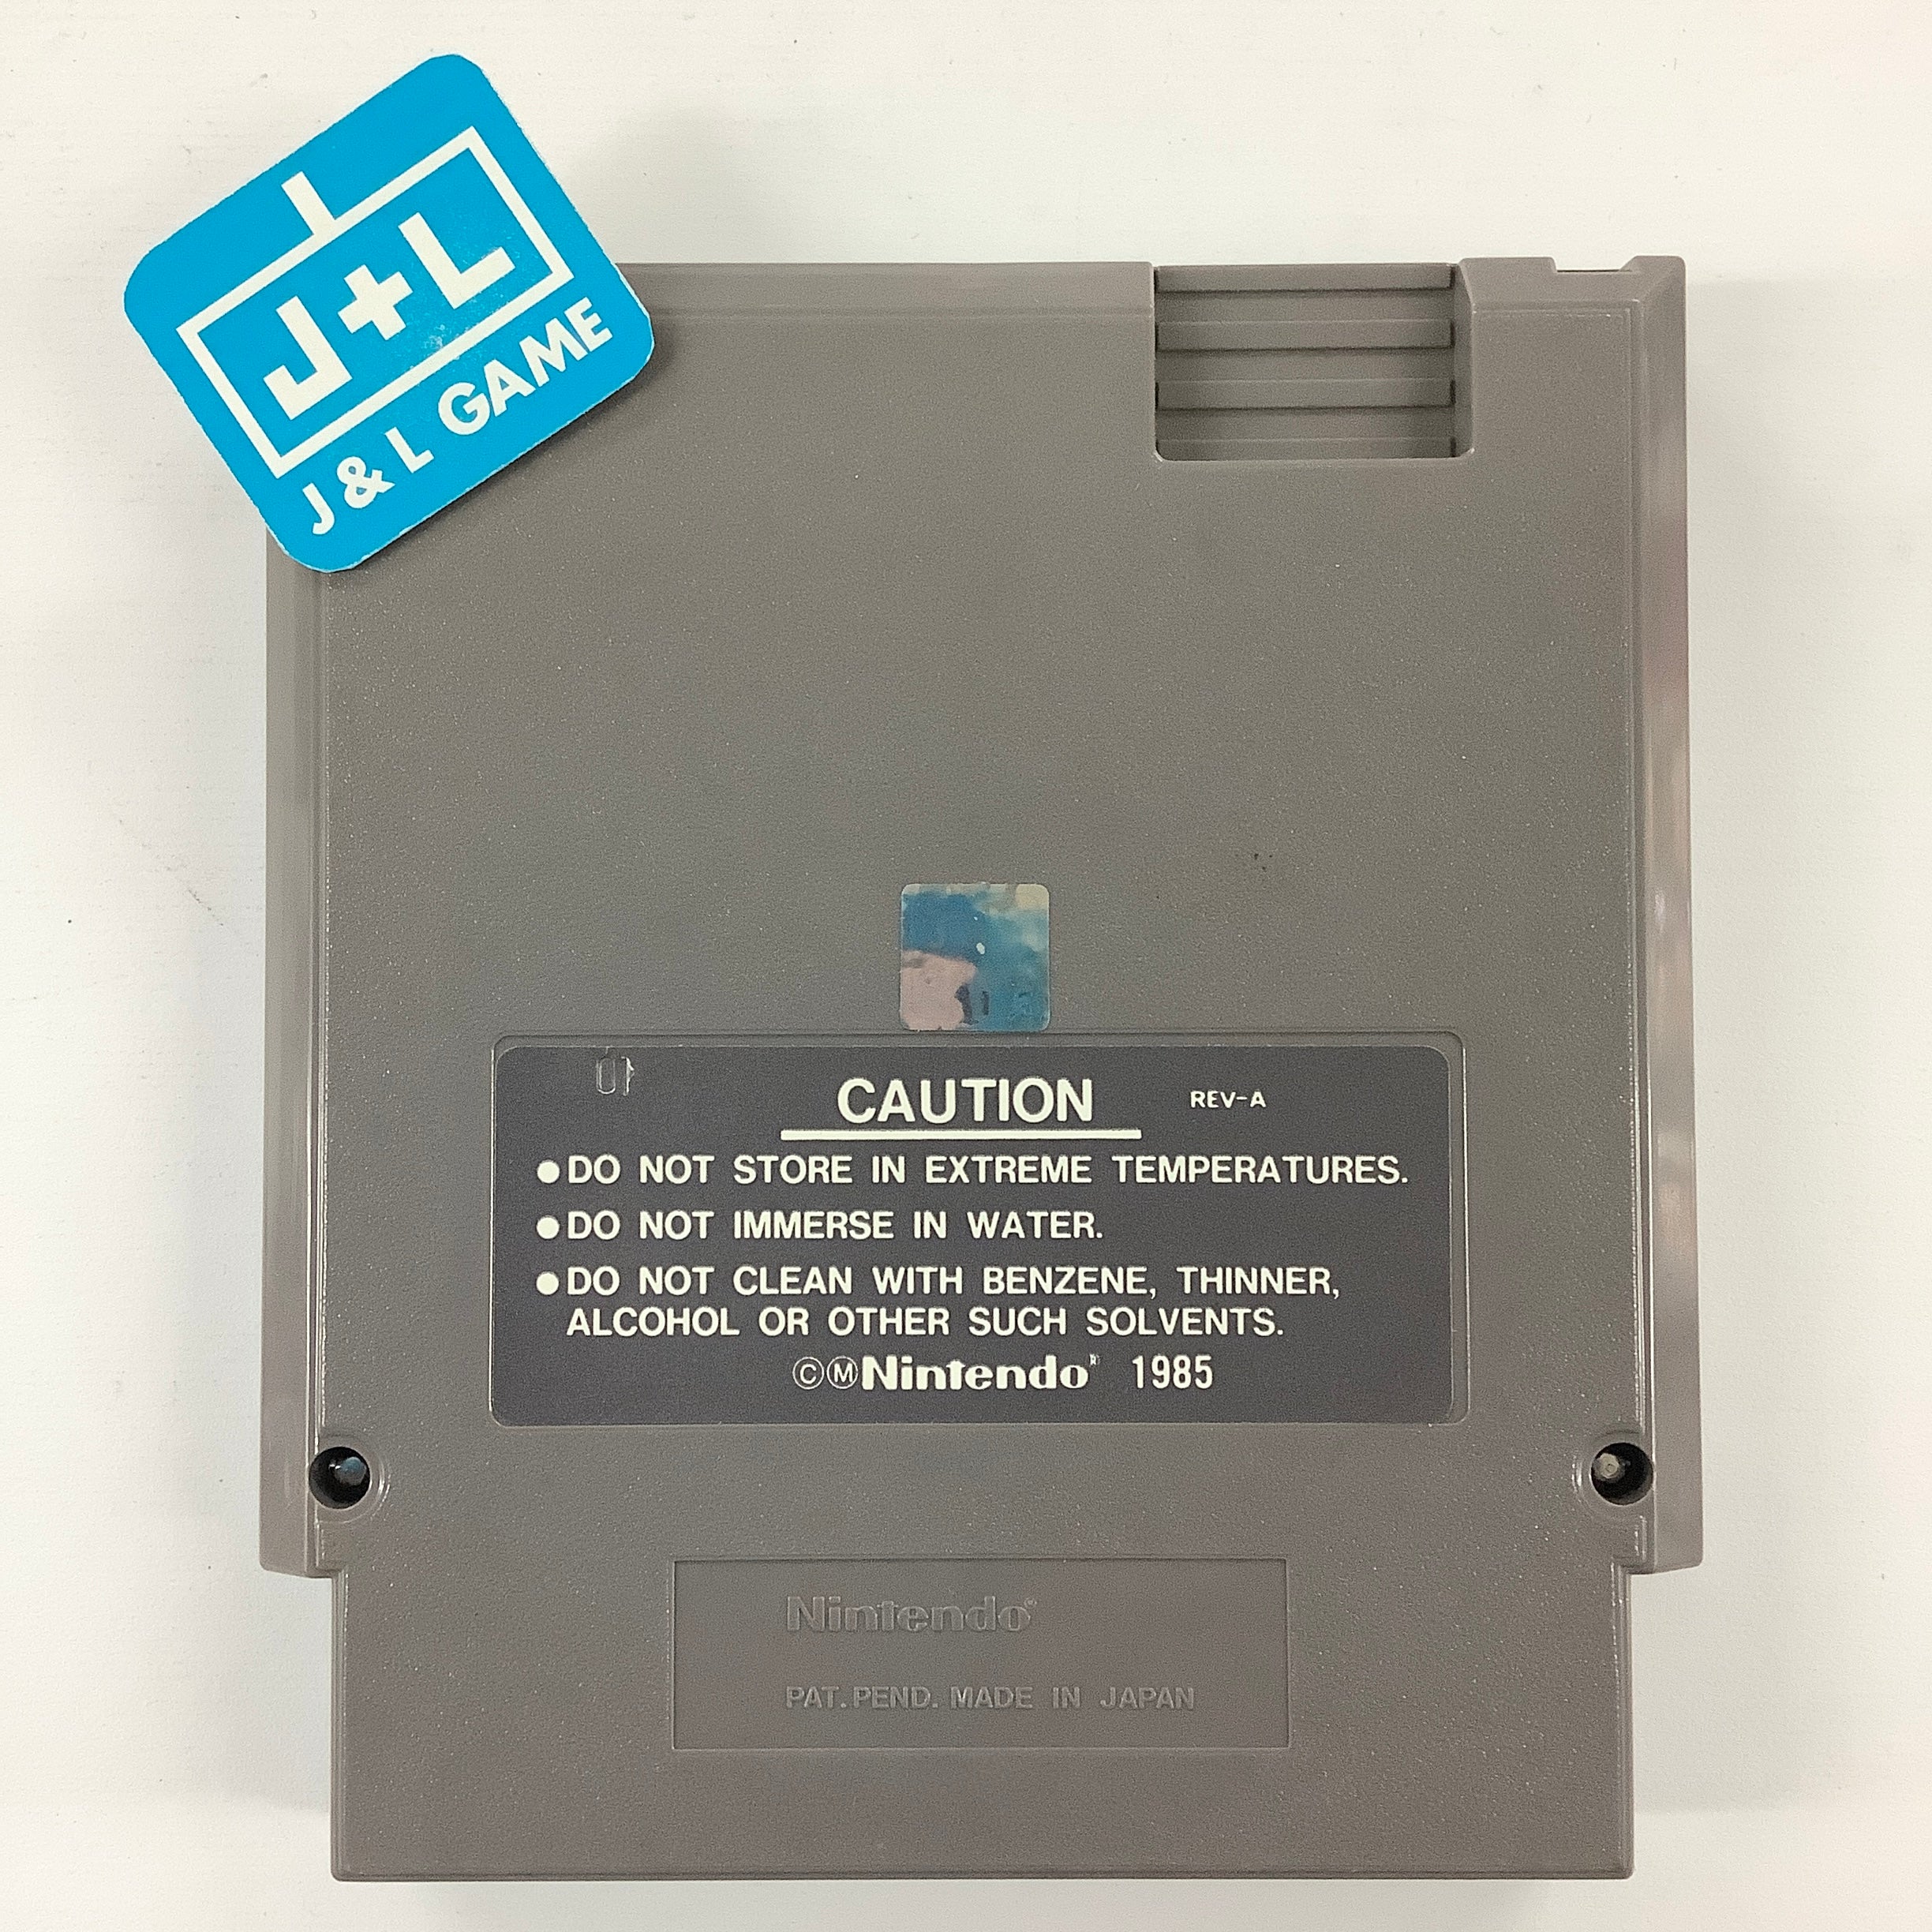 J+L
J & L GAME
CAUTION REV-A
●DO NOT STORE IN EXTREME TEMPERATURES.
●DO NOT IMMERSE IN WATER.
●DO NOT CLEAN WITH BENZENE, THINNER,
ALCOHOL OR OTHER SUCH SOLVENTS.
©ⓂNintendo® 1985
Nintendo®
PAT. PEND. MADE IN JAPAN